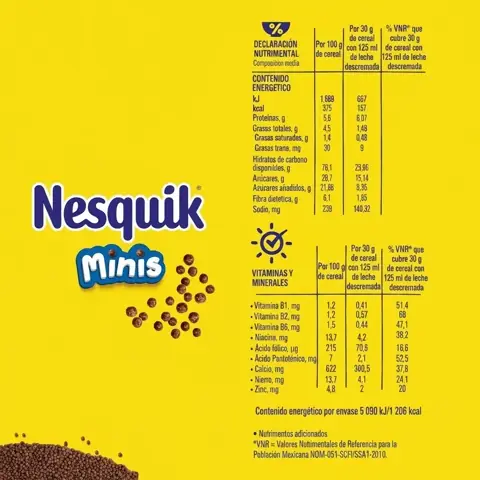 Nesquik®
Minis
%
DECLARACIÓN NUTRIMENTAL
Composicion media
Por 100 g de cereal
Por 30 g de cereal con 125 ml de leche descremada
% VNR* que cubre 30 g de cereal con 125 ml de leche descremada
CONTENIDO ENERGÉTICO
kJ 1,588 667
kcal 375 157
Proteínas, g 5,6 6,07
Grasas totales, g 4,5 1,48
Grasas saturadas, g 1,4 0,48
Grasas trans, mg 30 9
Hidratos de carbono disponibles, g 78,1 29,66
Azúcares, g 28,7 15,14
Azúcares añadidos, g 21,86 9,35
Fibra dietética, g 6,1 1,85
Sodio, mg 239 140,32
VITAMINAS Y MINERALES
Por 100 g de cereal
Por 30 g de cereal con 125 ml de leche descremada
% VNR* que cubre 30 g de cereal con 125 ml de leche descremada
• Vitamina B1, mg 1,2 0,41 51,4
• Vitamina B2, mg 1,2 0,57 68
• Vitamina B6, mg 1,5 0,44 47,1
• Niacina, mg 13,7 4,2 38,2
• Ácido fólico, µg 215 70,8 18,6
• Ácido Pantoténico, mg 7 2,1 52,5
• Calcio, mg 622 300,5 37,8
• Hierro, mg 13,7 4,1 24,1
• Zinc, mg 4,8 2 20
Contenido energético por envase 5 090 kJ/1 206 kcal
• Nutrimentos adicionados
*VNR = Valores Nutrimentales de Referencia para la
Población Mexicana NOM-051-SCFI/SSA1-2010.